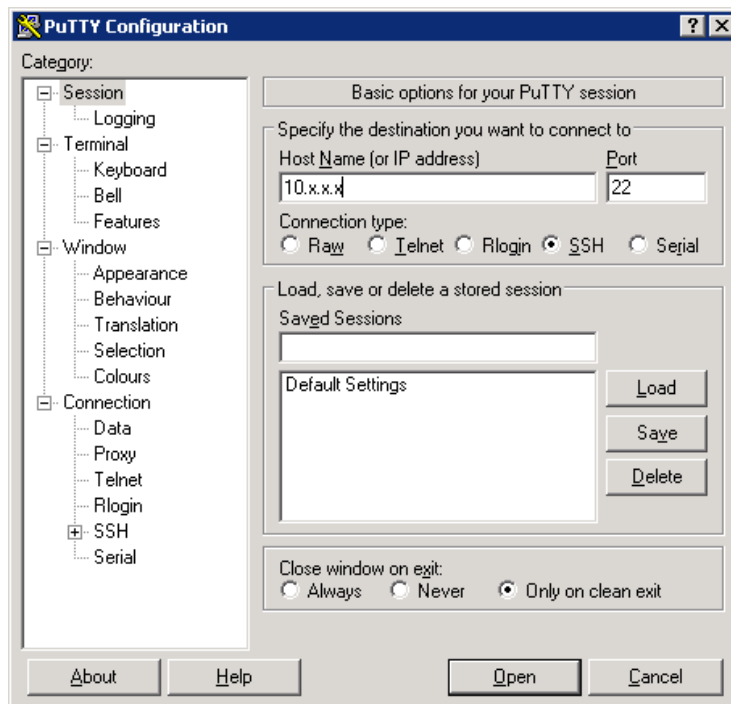 PuTTY Configuration
Category:
Session
Logging
Terminal
Keyboard
Bell
Features
Window
Appearance
Behaviour
Translation
Selection
Colours
Connection
Data
Proxy
Telnet
Rlogin
SSH
Serial
Basic options for your PuTTY session
Specify the destination you want to connect to
Host Name (or IP address) Port
10.x.x.x 22
Connection type:
Raw Telnet Rlogin SSH Serial
Load, save or delete a stored session
Saved Sessions
Default Settings
Load
Save
Delete
Close window on exit:
Always Never Only on clean exit
About Help Open Cancel